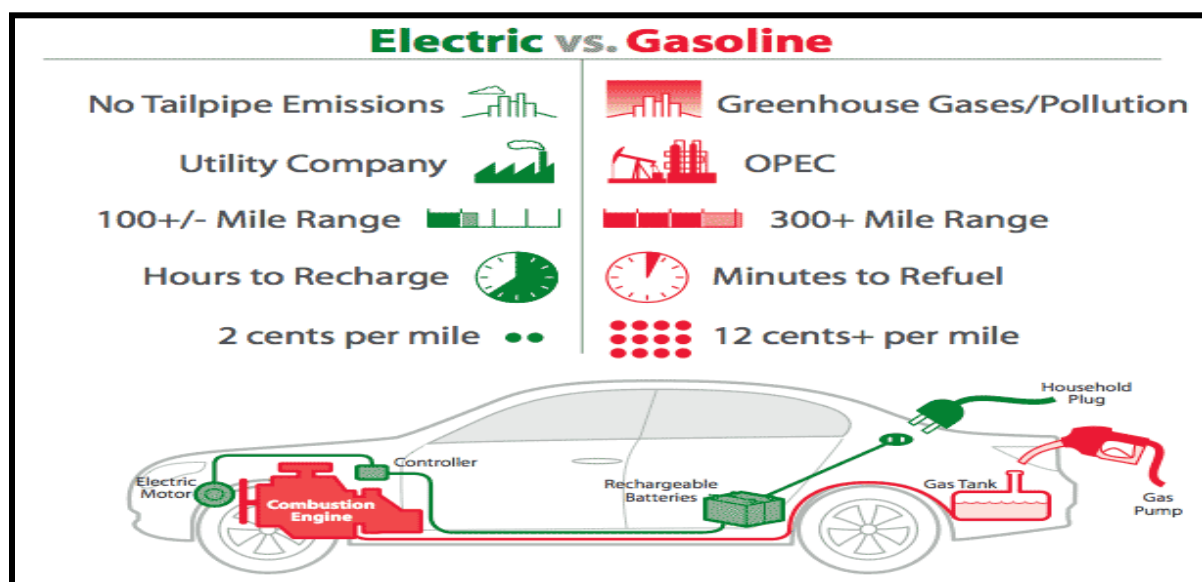 Electric vs. Gasoline
No Tailpipe Emissions
Greenhouse Gases/Pollution
Utility Company
OPEC
100+/- Mile Range
300+ Mile Range
Hours to Recharge
Minutes to Refuel
2 cents per mile
12 cents+ per mile
Household
Plug
Controller
Electric
Motor
Combustion
Engine
Rechargeable
Batteries
Gas Tank
Gas
Pump